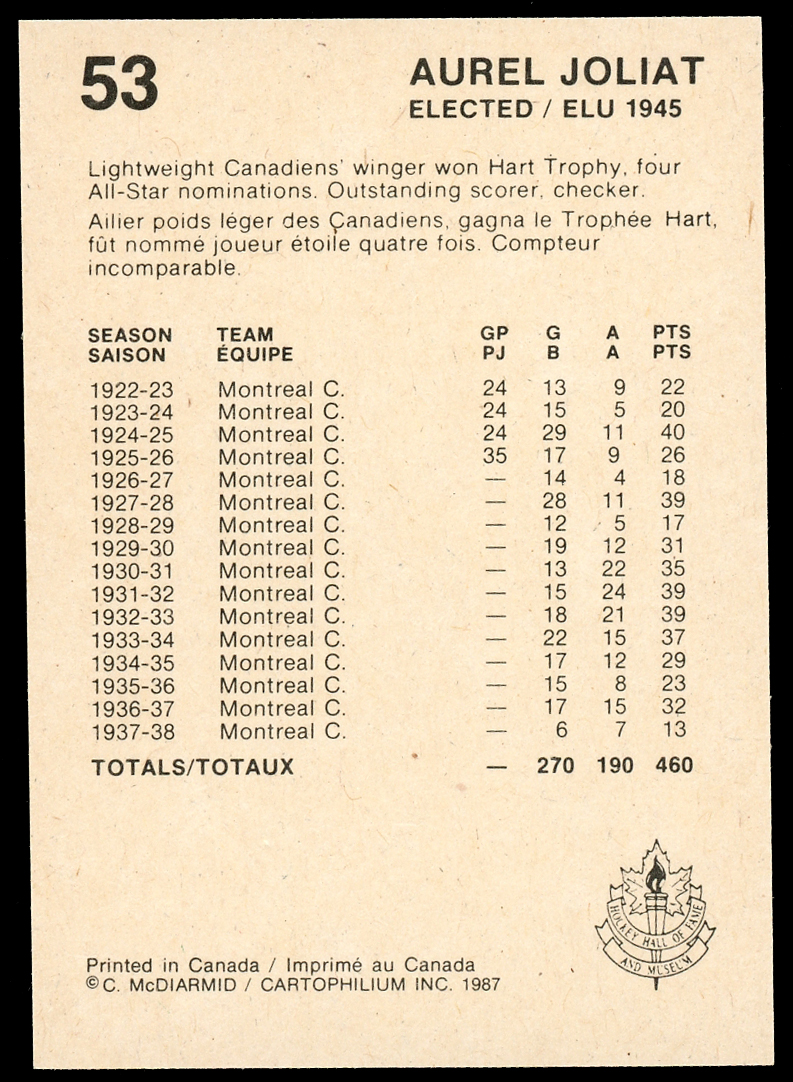 53
AUREL JOLIAT
ELECTED / ELU 1945
Lightweight Canadiens' winger won Hart Trophy, four
All-Star nominations. Outstanding scorer, checker.
Ailier poids léger des Çanadiens, gagna le Trophée Hart,
fût nommé joueur étoile quatre fois. Compteur
incomparable.
SEASON TEAM GP G A PTS
SAISON ÉQUIPE PJ B A PTS
1922-23 Montreal C. 24 13 9 22
1923-24 Montreal C. 24 15 5 20
1924-25 Montreal C. 24 29 11 40
1925-26 Montreal C. 35 17 9 26
1926-27 Montreal C. — 14 4 18
1927-28 Montreal C. — 28 11 39
1928-29 Montreal C. — 12 5 17
1929-30 Montreal C. — 19 12 31
1930-31 Montreal C. — 13 22 35
1931-32 Montreal C. — 15 24 39
1932-33 Montreal C. — 18 21 39
1933-34 Montreal C. — 22 15 37
1934-35 Montreal C. — 17 12 29
1935-36 Montreal C. — 15 8 23
1936-37 Montreal C. — 17 15 32
1937-38 Montreal C. — 6 7 13
TOTALS/TOTAUX — 270 190 460
HOCKEY HALL OF FAME
AND MUSEUM
Printed in Canada / Imprimé au Canada
© C. McDIARMID / CARTOPHILIUM INC. 1987